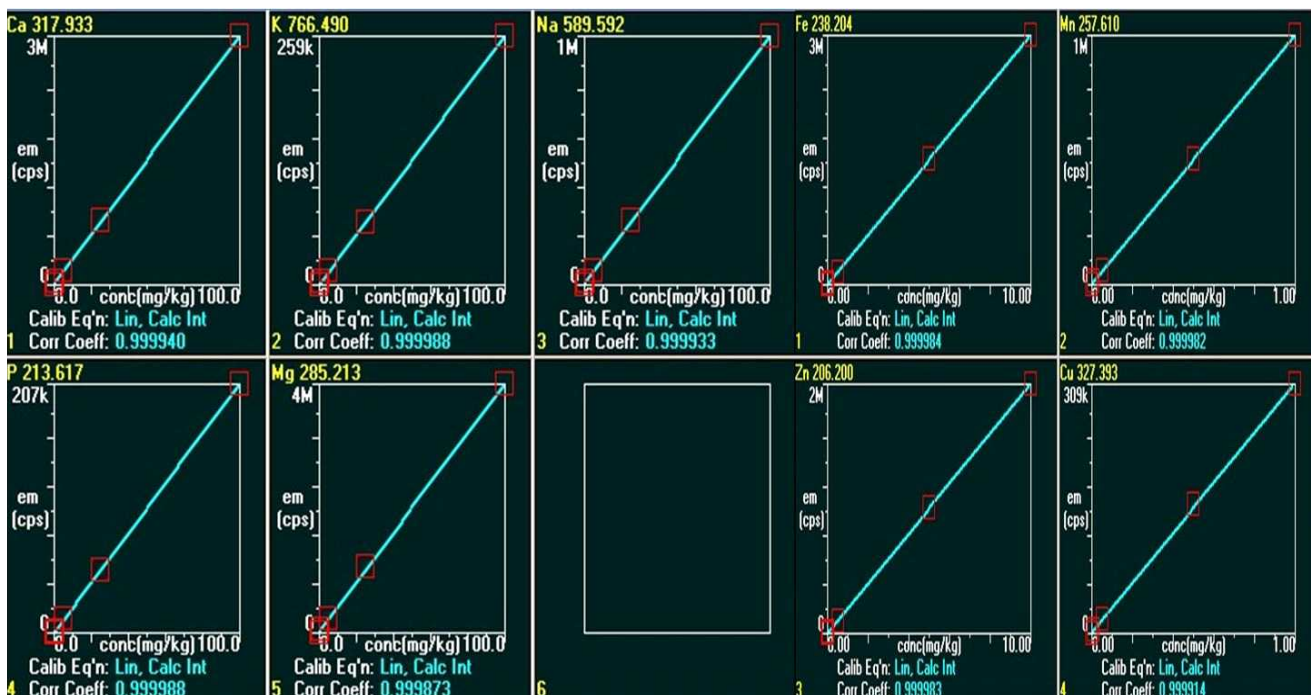 Ca 317.933
3M
em
(cps)
0
0.0 conc(mg/kg)100.0
Calib Eq'n: Lin, Calc Int
1 Corr Coeff: 0.999940
K 766.490
259k
em
(cps)
0
0.0 conc(mg/kg)100.0
Calib Eq'n: Lin, Calc Int
2 Corr Coeff: 0.999988
Na 589.592
1M
em
(cps)
0
0.0 conc(mg/kg)100.0
Calib Eq'n: Lin, Calc Int
3 Corr Coeff: 0.999933
Fe 238.204
3M
em
(cps)
0
0.00 conc(mg/kg) 10.00
Calib Eq'n: Lin, Calc Int
1 Corr Coeff: 0.999984
Mn 257.610
1M
em
(cps)
0
0.00 conc(mg/kg) 1.00
Calib Eq'n: Lin, Calc Int
2 Corr Coeff: 0.999982
P 213.617
207k
em
(cps)
0
0.0 conc(mg/kg)100.0
Calib Eq'n: Lin, Calc Int
4 Corr Coeff: 0.999988
Mg 285.213
4M
em
(cps)
0
0.0 conc(mg/kg)100.0
Calib Eq'n: Lin, Calc Int
5 Corr Coeff: 0.999873
6
Zn 206.200
2M
em
(cps)
0
0.00 conc(mg/kg) 10.00
Calib Eq'n: Lin, Calc Int
3 Corr Coeff: 0.999983
Cu 327.393
309k
em
(cps)
0
0.00 conc(mg/kg) 1.00
Calib Eq'n: Lin, Calc Int
4 Corr Coeff: 0.999914